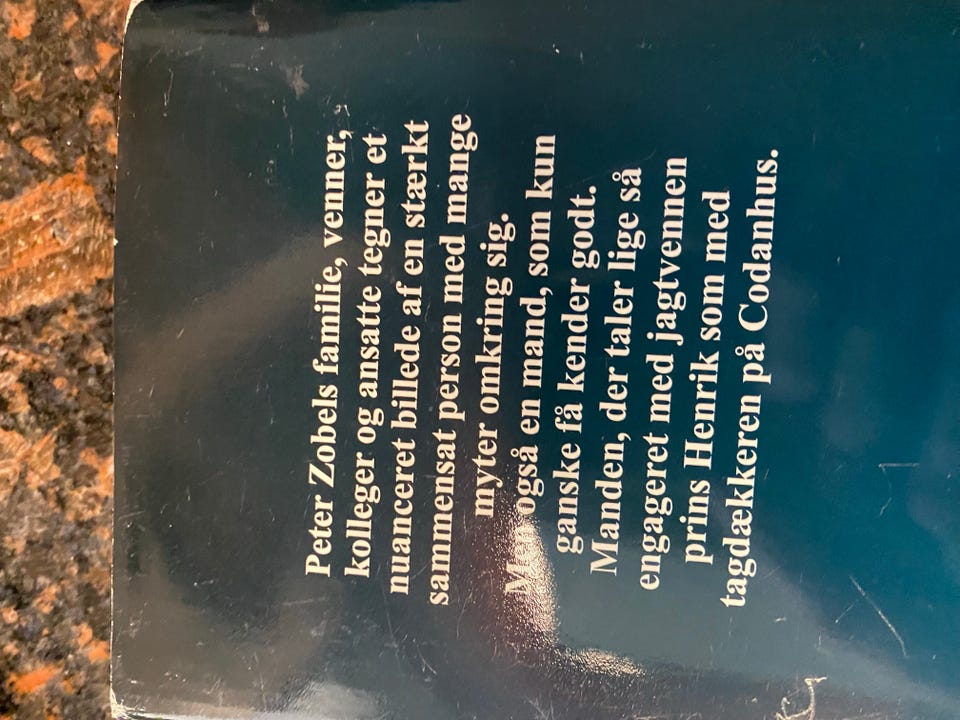 Peter Zobels familie, venner,
kolleger og ansatte tegner et
nuanceret billede af en stærkt
sammensat person med mange
myter omkring sig.
Men også en mand, som kun
ganske få kender godt.
Manden, der taler lige så
engageret med jagtvennen
prins Henrik som med
tagdækkeren på Codanhus.